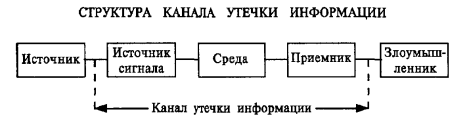 СТРУКТУРА КАНАЛА УТЕЧКИ ИНФОРМАЦИИ
Источник
Источник
сигнала
Среда
Приемник
Злоумыш-
ленник
Канал утечки информации